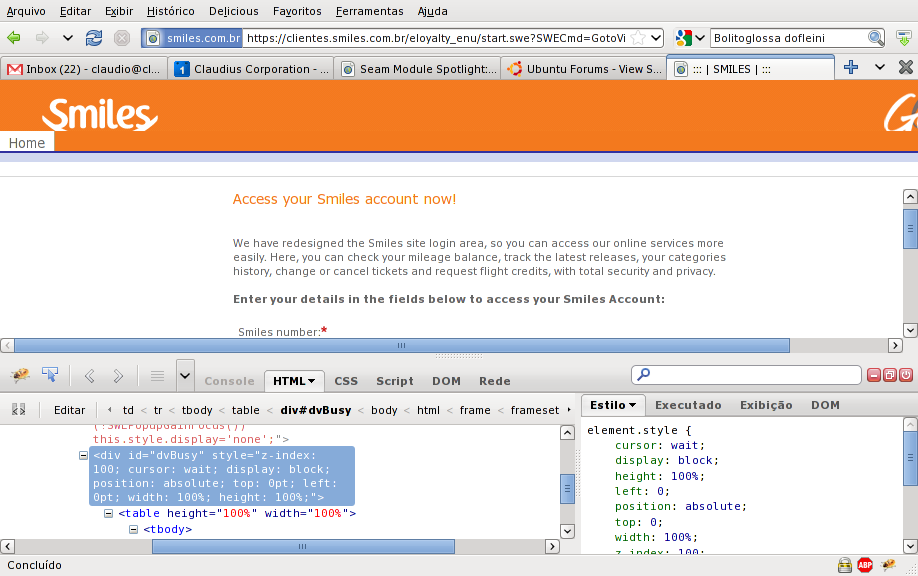 Arquivo Editar Exibir Histórico Delicious Favoritos Ferramentas Ajuda
smiles.com.br https://clientes.smiles.com.br/eloyalty_enu/start.swe?SWECmd=GotoVi Bolitoglossa dofleini
Inbox (22) - claudio@cl... Claudius Corporation - ... Seam Module Spotlight:... Ubuntu Forums - View S... ::: | SMILES | :::
Smiles G
Home
Access your Smiles account now!
We have redesigned the Smiles site login area, so you can access our online services more
easily. Here, you can check your mileage balance, track the latest releases, your categories
history, change or cancel tickets and request flight credits, with total security and privacy.
Enter your details in the fields below to access your Smiles Account:
Smiles number:*
Console HTML CSS Script DOM Rede
Editar td < tr < tbody < table < div#dvBusy < body < html < frame < frameset
Estilo Executado Exibição DOM
(!SWEPopupGainFocus())
this.style.display='none';">
<div id="dvBusy" style="z-index:
100; cursor: wait; display: block;
position: absolute; top: 0pt; left:
0pt; width: 100%; height: 100%;">
<table height="100%" width="100%">
<tbody>
element.style {
cursor: wait;
display: block;
height: 100%;
left: 0;
position: absolute;
top: 0;
width: 100%;
z-index: 100;
Concluído ABP